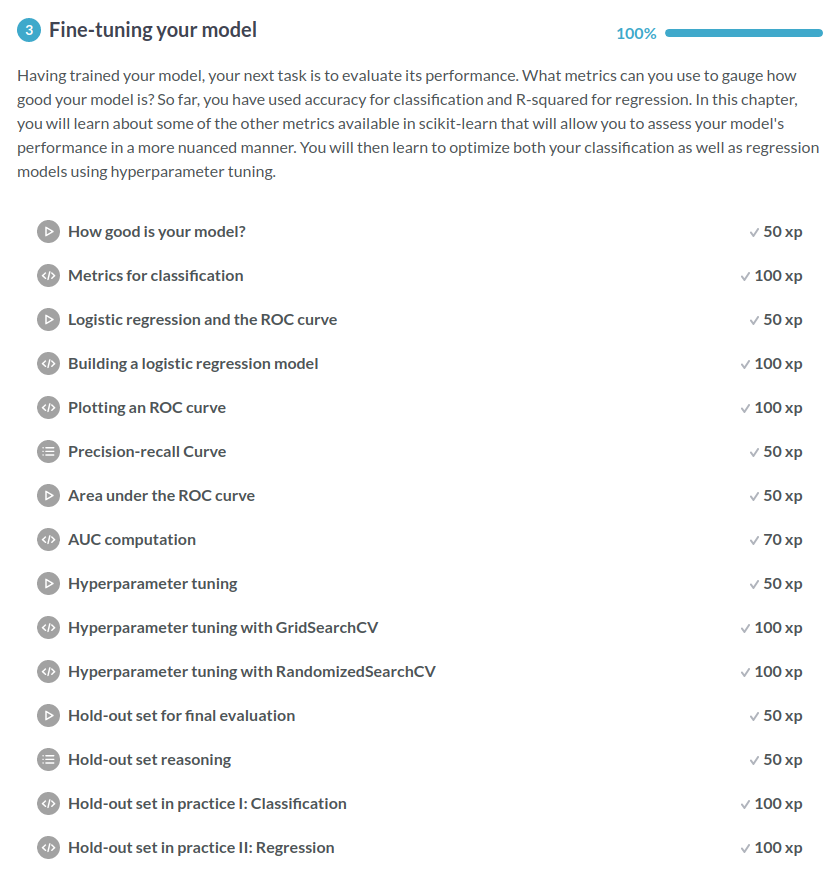 3 Fine-tuning your model 100%
Having trained your model, your next task is to evaluate its performance. What metrics can you use to gauge how
good your model is? So far, you have used accuracy for classification and R-squared for regression. In this chapter,
you will learn about some of the other metrics available in scikit-learn that will allow you to assess your model's
performance in a more nuanced manner. You will then learn to optimize both your classification as well as regression
models using hyperparameter tuning.
How good is your model? 50 xp
Metrics for classification 100 xp
Logistic regression and the ROC curve 50 xp
Building a logistic regression model 100 xp
Plotting an ROC curve 100 xp
Precision-recall Curve 50 xp
Area under the ROC curve 50 xp
AUC computation 70 xp
Hyperparameter tuning 50 xp
Hyperparameter tuning with GridSearchCV 100 xp
Hyperparameter tuning with RandomizedSearchCV 100 xp
Hold-out set for final evaluation 50 xp
Hold-out set reasoning 50 xp
Hold-out set in practice I: Classification 100 xp
Hold-out set in practice II: Regression 100 xp